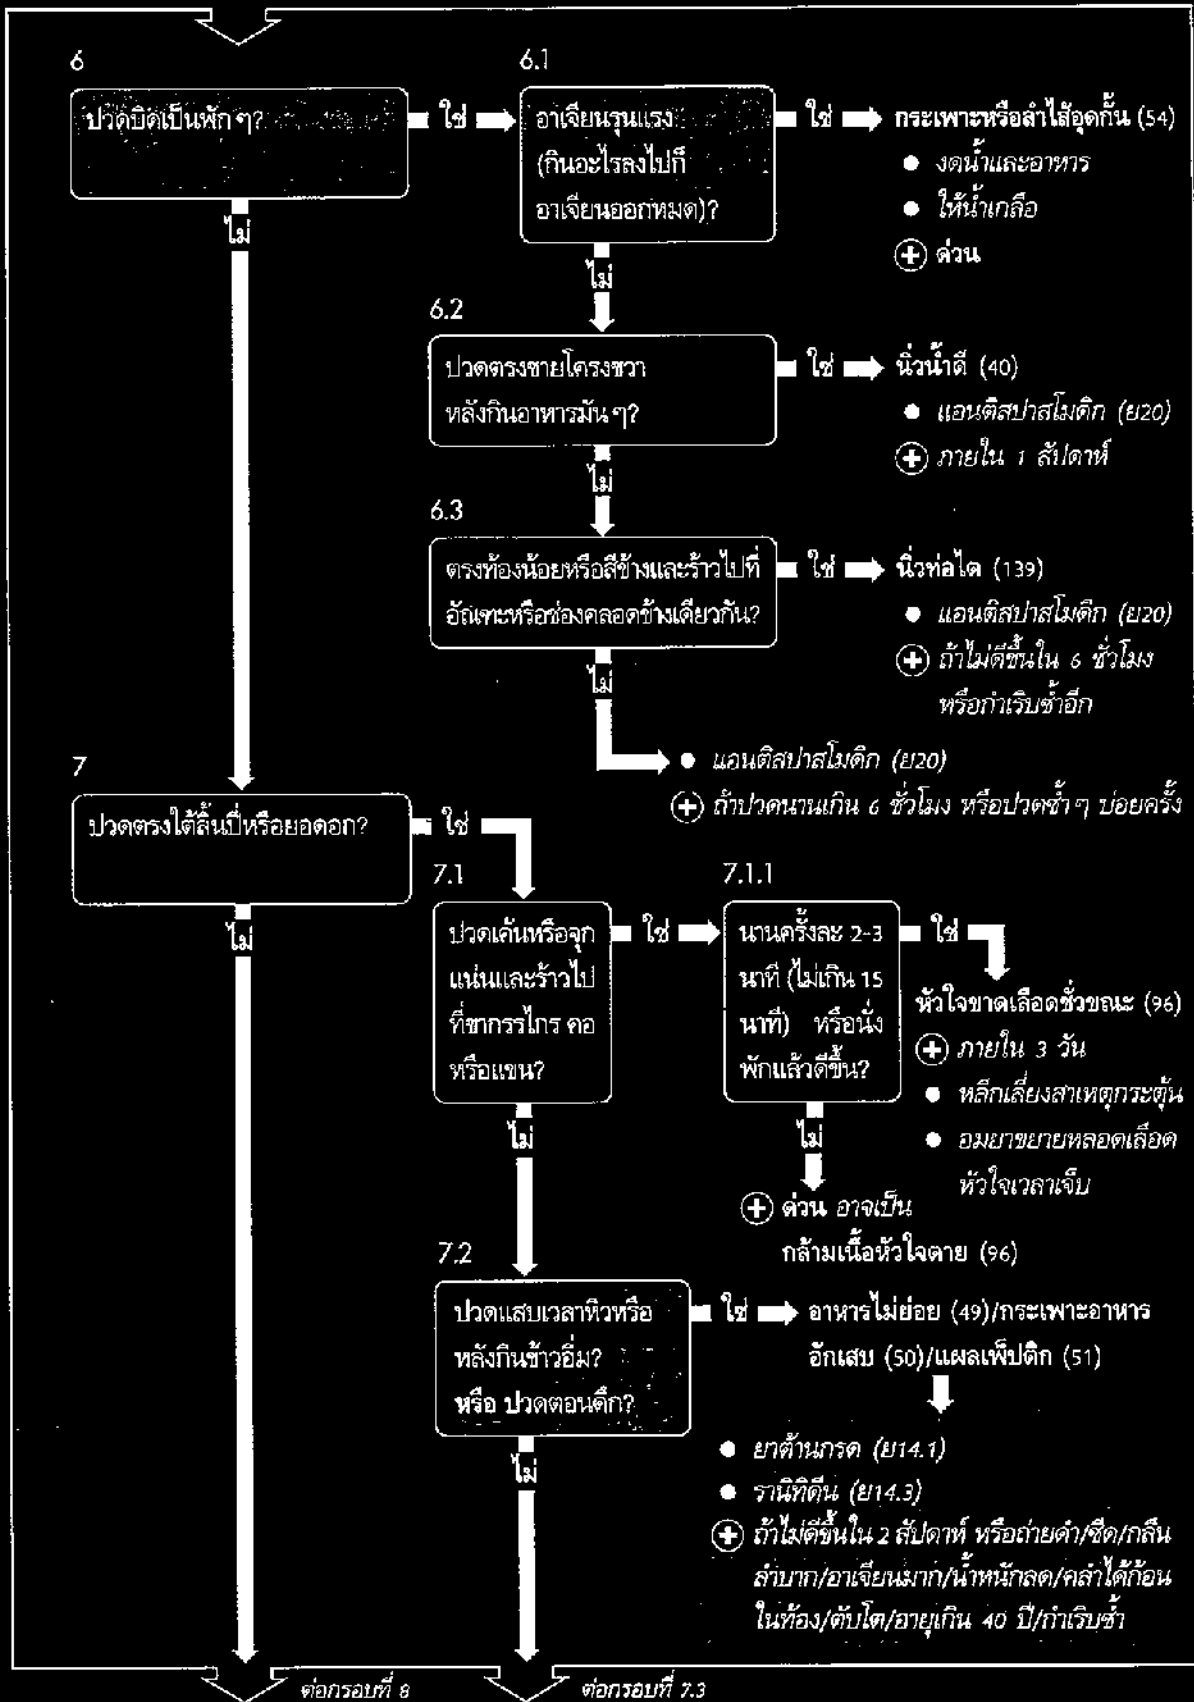 6
ปวดบิดเป็นพัก ๆ?
ใช่
ไม่
6.1
อาเจียนรุนแรง
(กินอะไรลงไปก็
อาเจียนออกหมด)?
ใช่
กระเพาะหรือลำไส้อุดกั้น (54)
● งดน้ำและอาหาร
● ให้น้ำเกลือ
⊕ ด่วน
ไม่
6.2
ปวดตรงชายโครงขวา
หลังกินอาหารมัน ๆ?
ใช่
นิ่วน้ำดี (40)
● แอนติสปาสโมดิก (ย20)
⊕ ภายใน 1 สัปดาห์
ไม่
6.3
ตรงท้องน้อยหรือสีข้างและร้าวไปที่
อัณฑะหรือช่องคลอดข้างเดียวกัน?
ใช่
นิ่วท่อไต (139)
● แอนติสปาสโมดิก (ย20)
⊕ ถ้าไม่ดีขึ้นใน 6 ชั่วโมง
หรือกำเริบซ้ำอีก
ไม่
● แอนติสปาสโมดิก (ย20)
⊕ ถ้าปวดนานเกิน 6 ชั่วโมง หรือปวดซ้ำ ๆ บ่อยครั้ง
7
ปวดตรงใต้ลิ้นปี่หรือยอดอก?
ใช่
ไม่
7.1
ปวดเค้นหรือจุก
แน่นและร้าวไป
ที่ขากรรไกร คอ
หรือแขน?
ใช่
ไม่
7.1.1
นานครั้งละ 2-3
นาที (ไม่เกิน 15
นาที) หรือนั่ง
พักแล้วดีขึ้น?
ใช่
หัวใจขาดเลือดชั่วขณะ (96)
⊕ ภายใน 3 วัน
● หลีกเลี่ยงสาเหตุกระตุ้น
● อมยาขยายหลอดเลือด
หัวใจเวลาเจ็บ
ไม่
⊕ ด่วน อาจเป็น
กล้ามเนื้อหัวใจตาย (96)
7.2
ปวดแสบเวลาหิวหรือ
หลังกินข้าวอิ่ม?
หรือ ปวดตอนดึก?
ใช่
อาหารไม่ย่อย (49)/กระเพาะอาหาร
อักเสบ (50)/แผลเพ็ปติก (51)
● ยาต้านกรด (ย14.1)
● รานิทิดีน (ย14.3)
⊕ ถ้าไม่ดีขึ้นใน 2 สัปดาห์ หรือถ่ายดำ/ซีด/กลืน
ลำบาก/อาเจียนมาก/น้ำหนักลด/คลำได้ก้อน
ในท้อง/ตับโต/อายุเกิน 40 ปี/กำเริบซ้ำ
ไม่
ต่อกรอบที่ 8
ต่อกรอบที่ 7.3